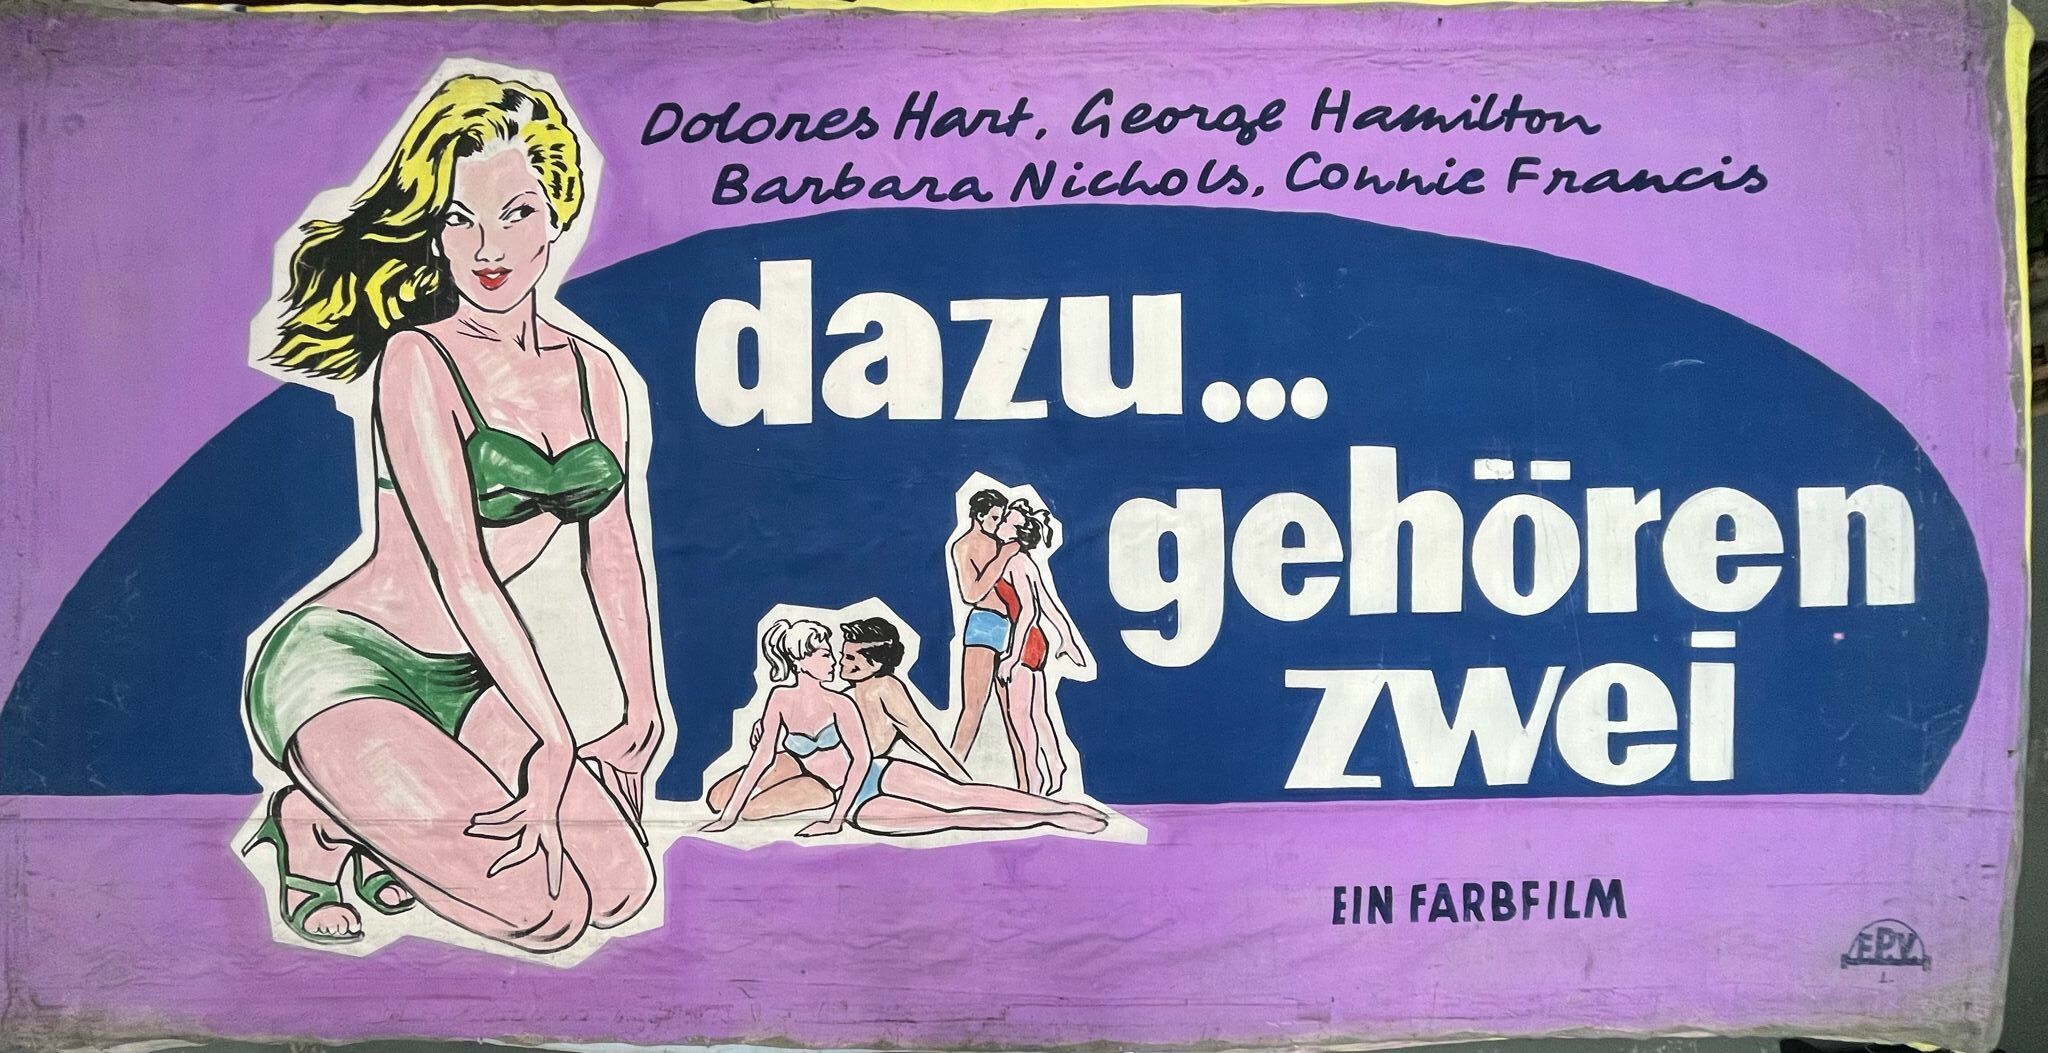 Dolores Hart, George Hamilton
Barbara Nichols, Connie Francis
dazu...
gehören
zwei
EIN FARBFILM